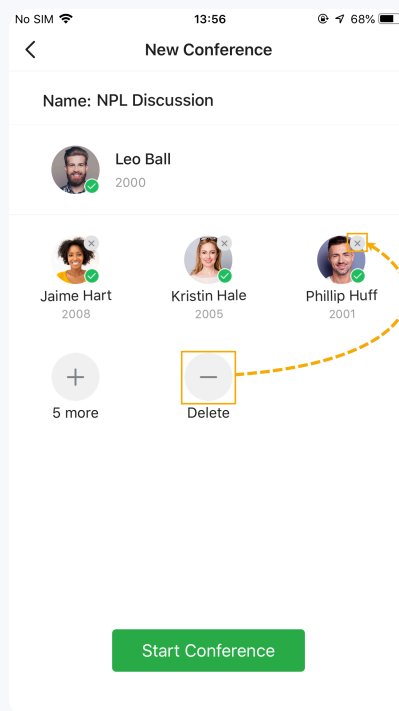 No SIM 13:56 68%
New Conference
Name: NPL Discussion
Leo Ball
2000
Jaime Hart Kristin Hale Phillip Huff
2008 2005 2001
5 more Delete
Start Conference